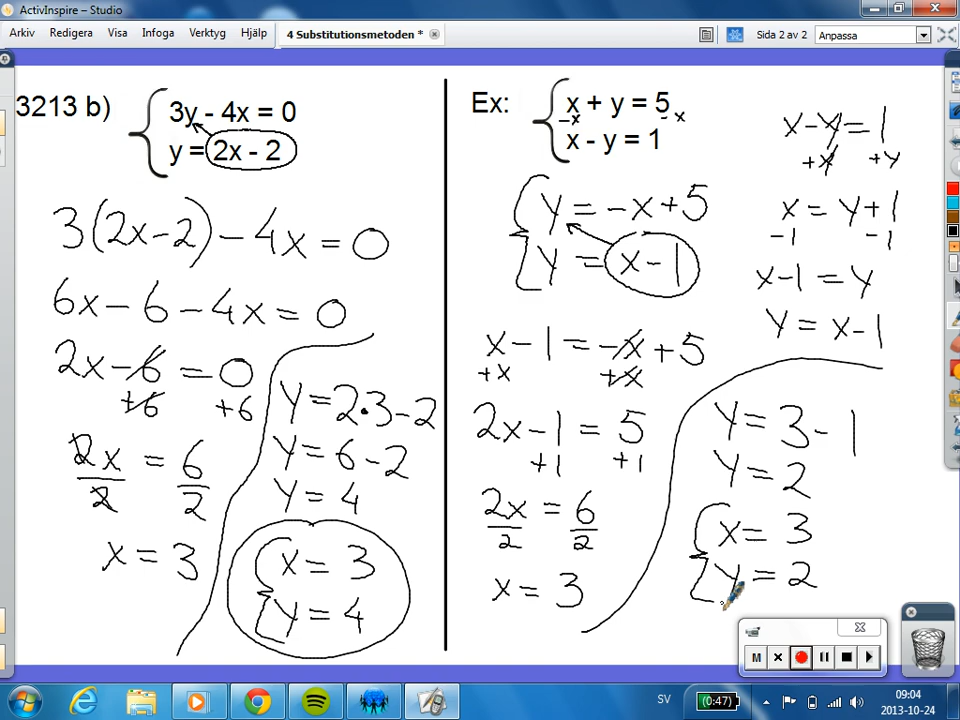 ActivInspire – Studio
Arkiv Redigera Visa Infoga Verktyg Hjälp
4 Substitutionsmetoden *
Sida 2 av 2
Anpassa
3213 b)
3y - 4x = 0
y = 2x - 2
3(2x-2) - 4x = 0
6x - 6 - 4x = 0
2x - 6 = 0
+6 +6
2x = 6
2 2
x = 3
y = 2·3-2
y = 6-2
y = 4
x = 3
y = 4
Ex:
x + y = 5
-x -x
x - y = 1
y = -x+5
y = x-1
x-1 = -x+5
+x +x
2x-1 = 5
+1 +1
2x = 6
2 2
x = 3
x-y=1
+y +y
x = y+1
-1 -1
x-1 = y
y = x-1
y = 3-1
y = 2
x = 3
y = 2
M
SV
(0:47)
09:04
2013-10-24